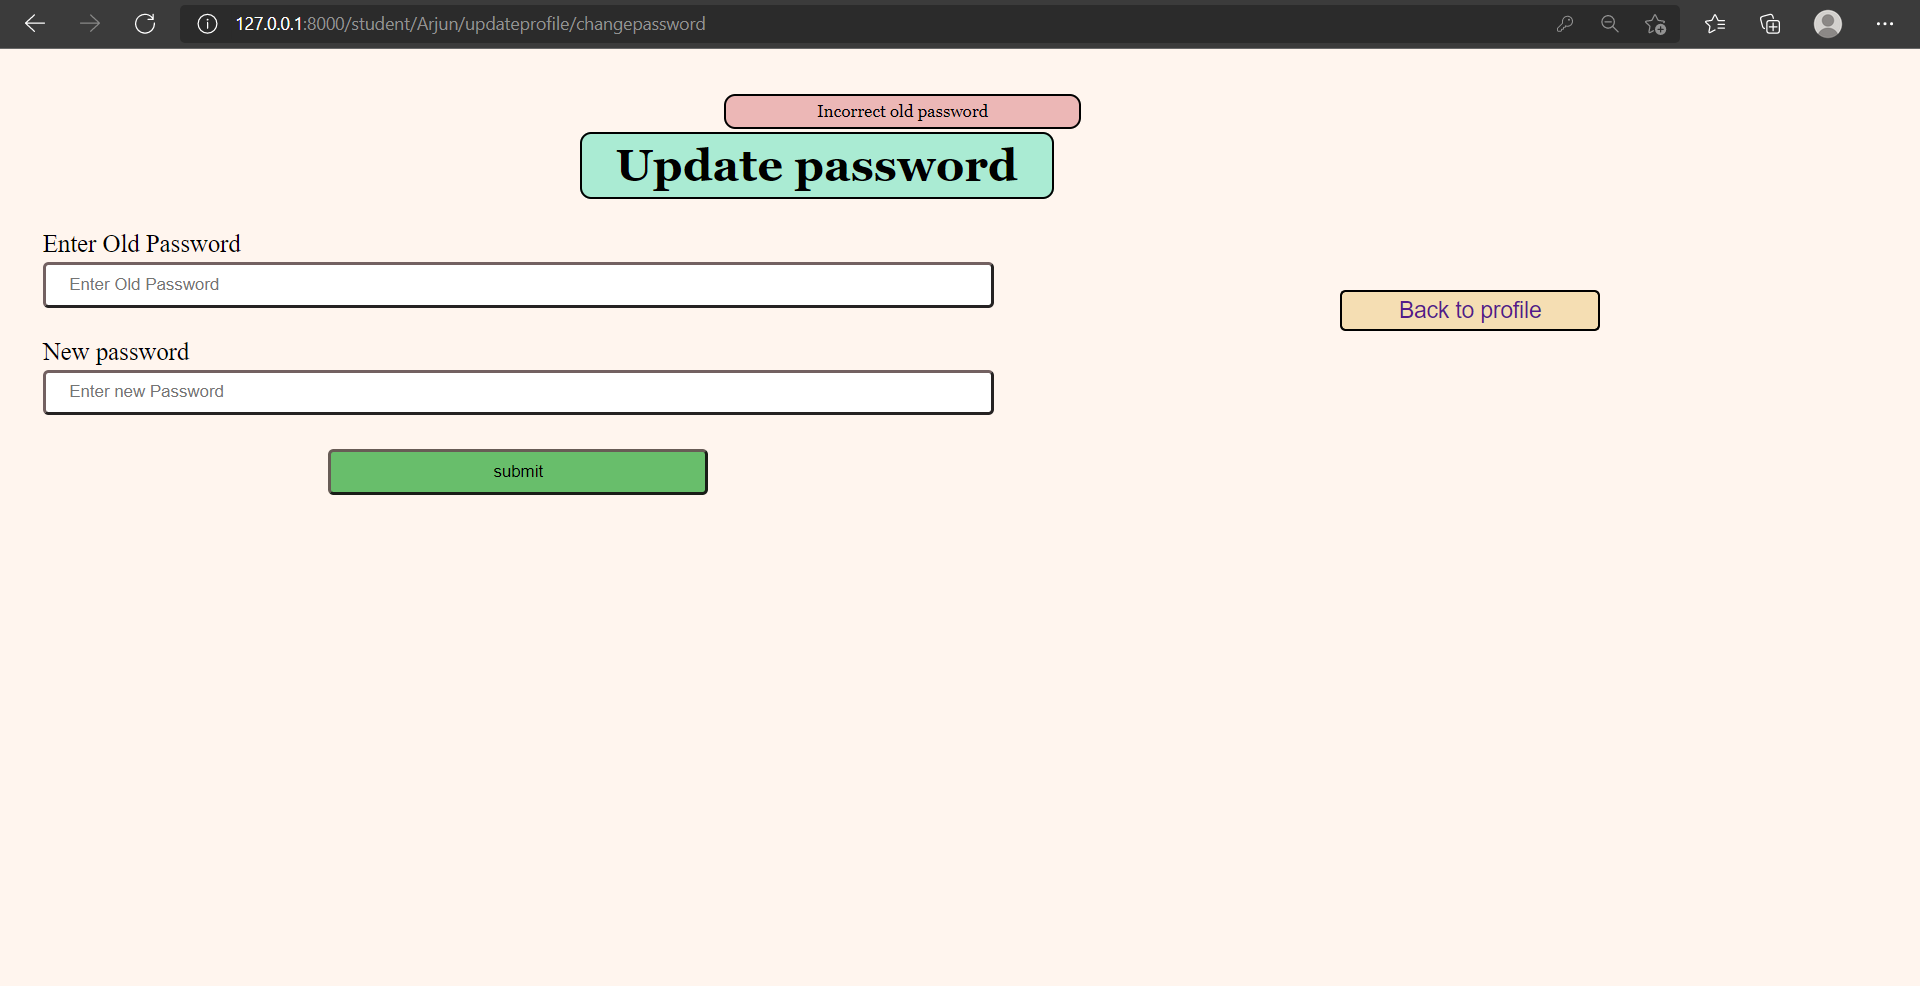 127.0.0.1:8000/student/Arjun/updateprofile/changepassword
Incorrect old password
Update password
Enter Old Password
Enter Old Password
Back to profile
New password
Enter new Password
submit